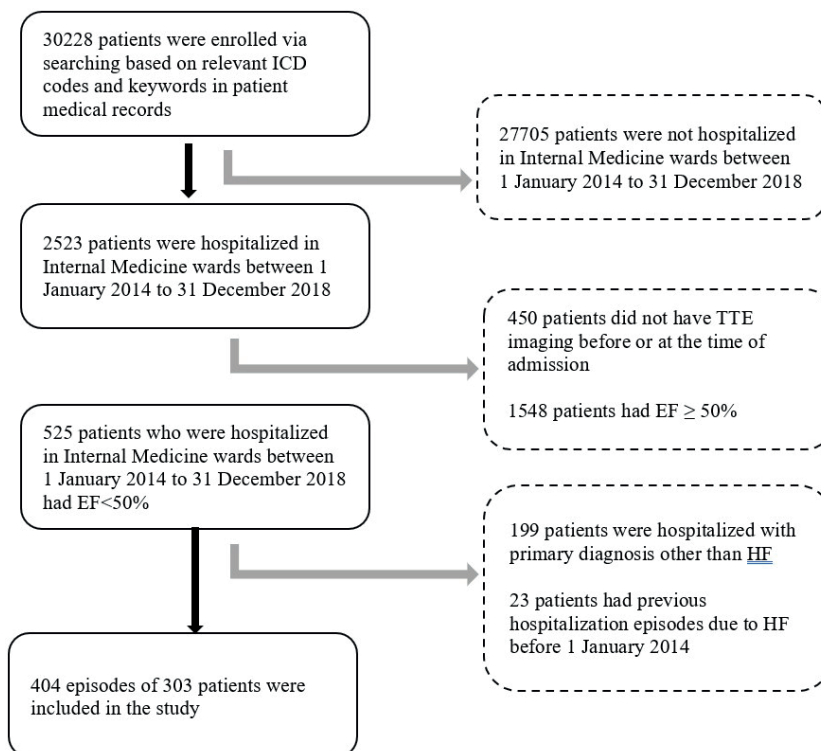 30228 patients were enrolled via
searching based on relevant ICD
codes and keywords in patient
medical records
27705 patients were not hospitalized
in Internal Medicine wards between
1 January 2014 to 31 December 2018
2523 patients were hospitalized in
Internal Medicine wards between 1
January 2014 to 31 December 2018
450 patients did not have TTE
imaging before or at the time of
admission
1548 patients had EF ≥ 50%
525 patients who were hospitalized
in Internal Medicine wards between
1 January 2014 to 31 December 2018
had EF<50%
199 patients were hospitalized with
primary diagnosis other than HF
23 patients had previous
hospitalization episodes due to HF
before 1 January 2014
404 episodes of 303 patients were
included in the study